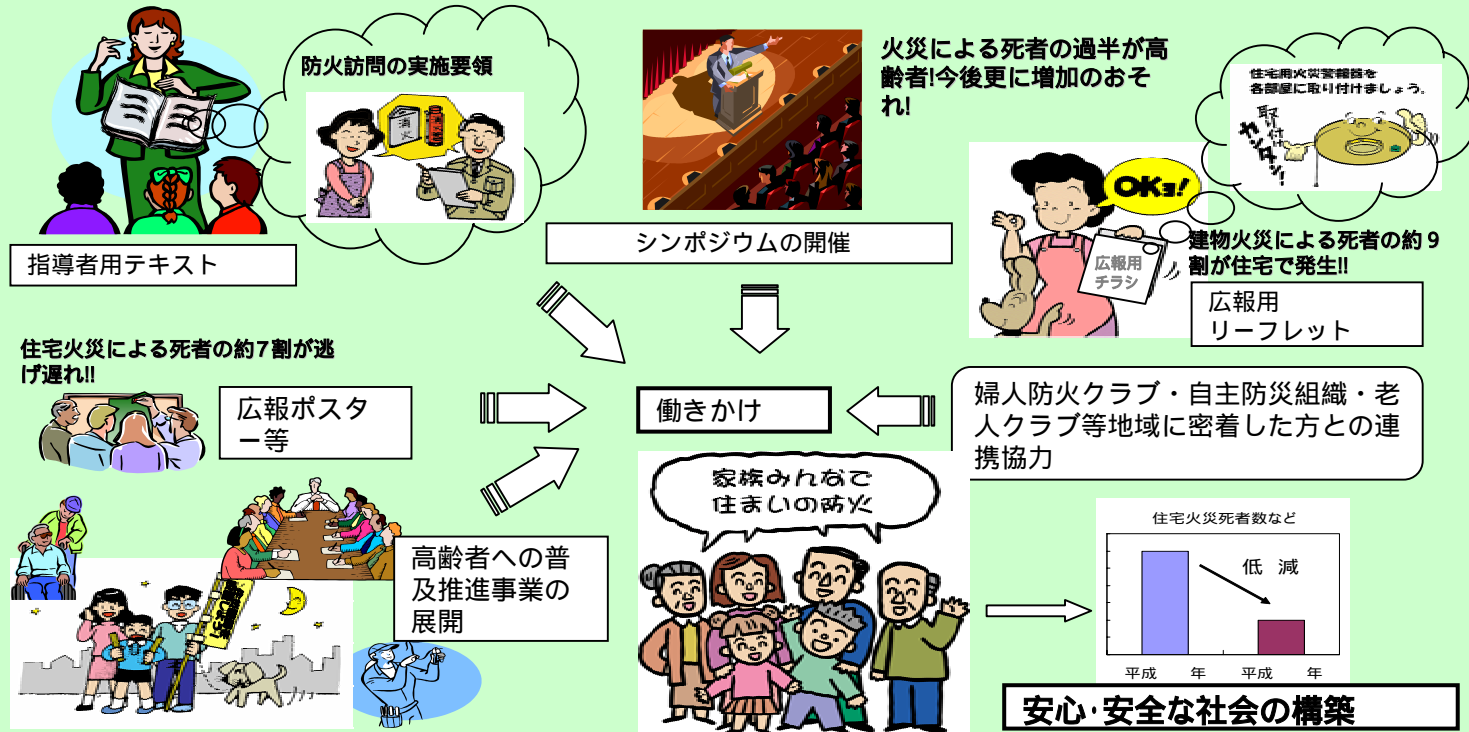 防火訪問の実施要領
消火
指導者用テキスト
シンポジウムの開催
火災による死者の過半が高
齢者!今後更に増加のおそ
れ!
住宅用火災警報器を
各部屋に取り付けましょう。
取り付け
カンタン!
OKョ!
広報用
チラシ
建物火災による死者の約9
割が住宅で発生!!
広報用
リーフレット
住宅火災による死者の約7割が逃
げ遅れ!!
広報ポスタ
ー等
働きかけ
婦人防火クラブ・自主防災組織・老
人クラブ等地域に密着した方との連
携協力
高齢者への普
及推進事業の
展開
家族みんなで
住まいの防火
住宅火災死者数など
低 減
平成 年 平成 年
安心・安全な社会の構築